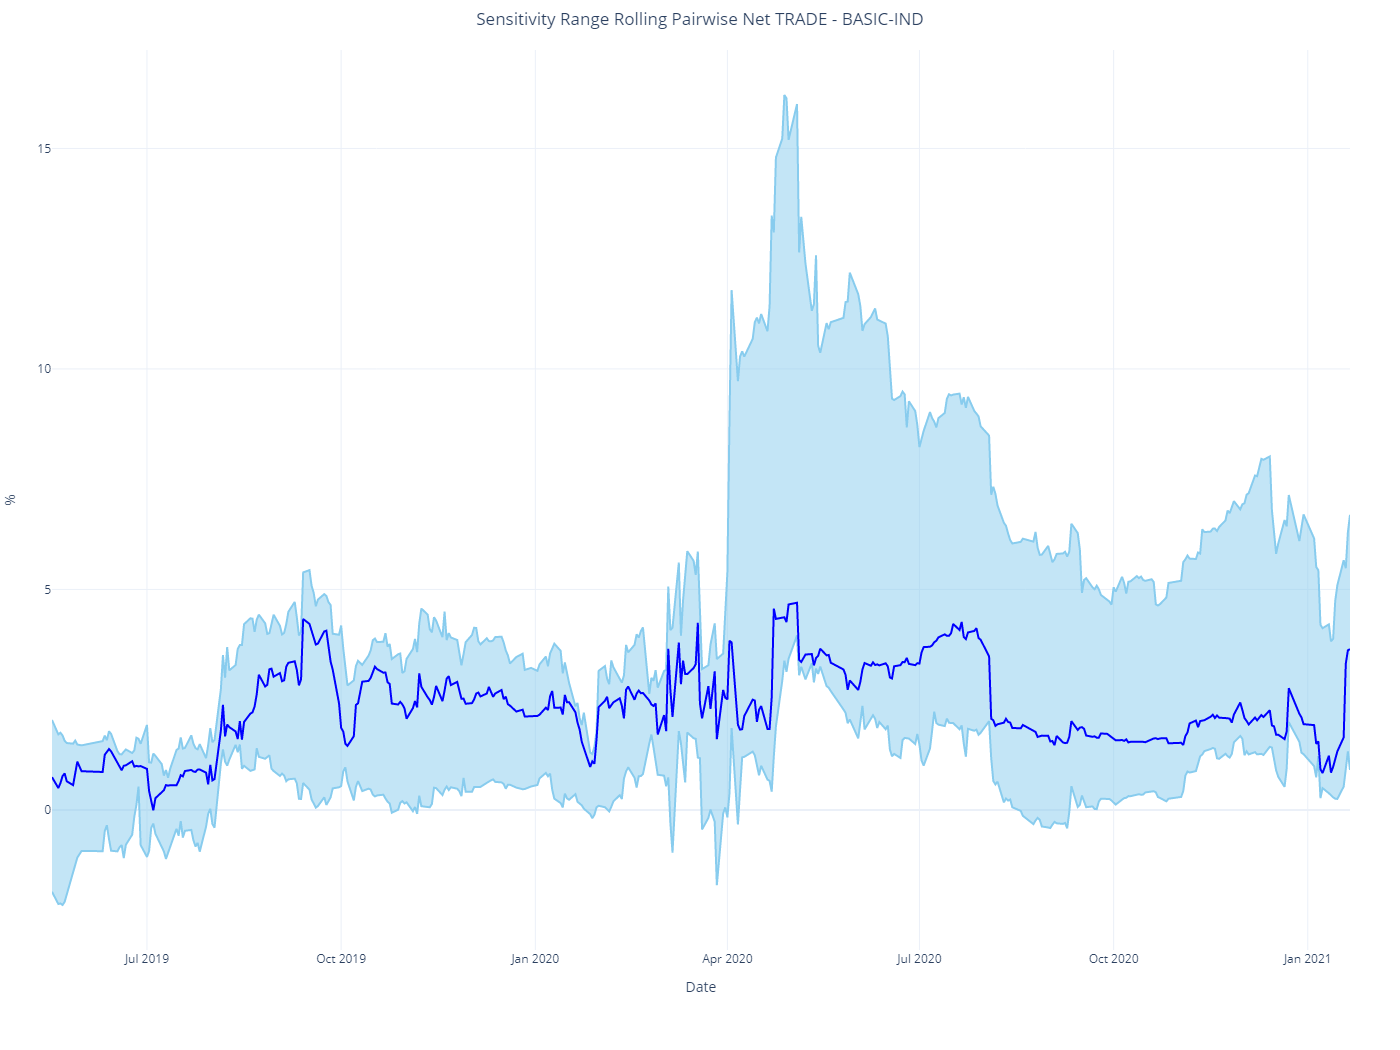 Sensitivity Range Rolling Pairwise Net TRADE - BASIC-IND
15
10
5
0
%
Jul 2019
Oct 2019
Jan 2020
Apr 2020
Jul 2020
Oct 2020
Jan 2021
Date